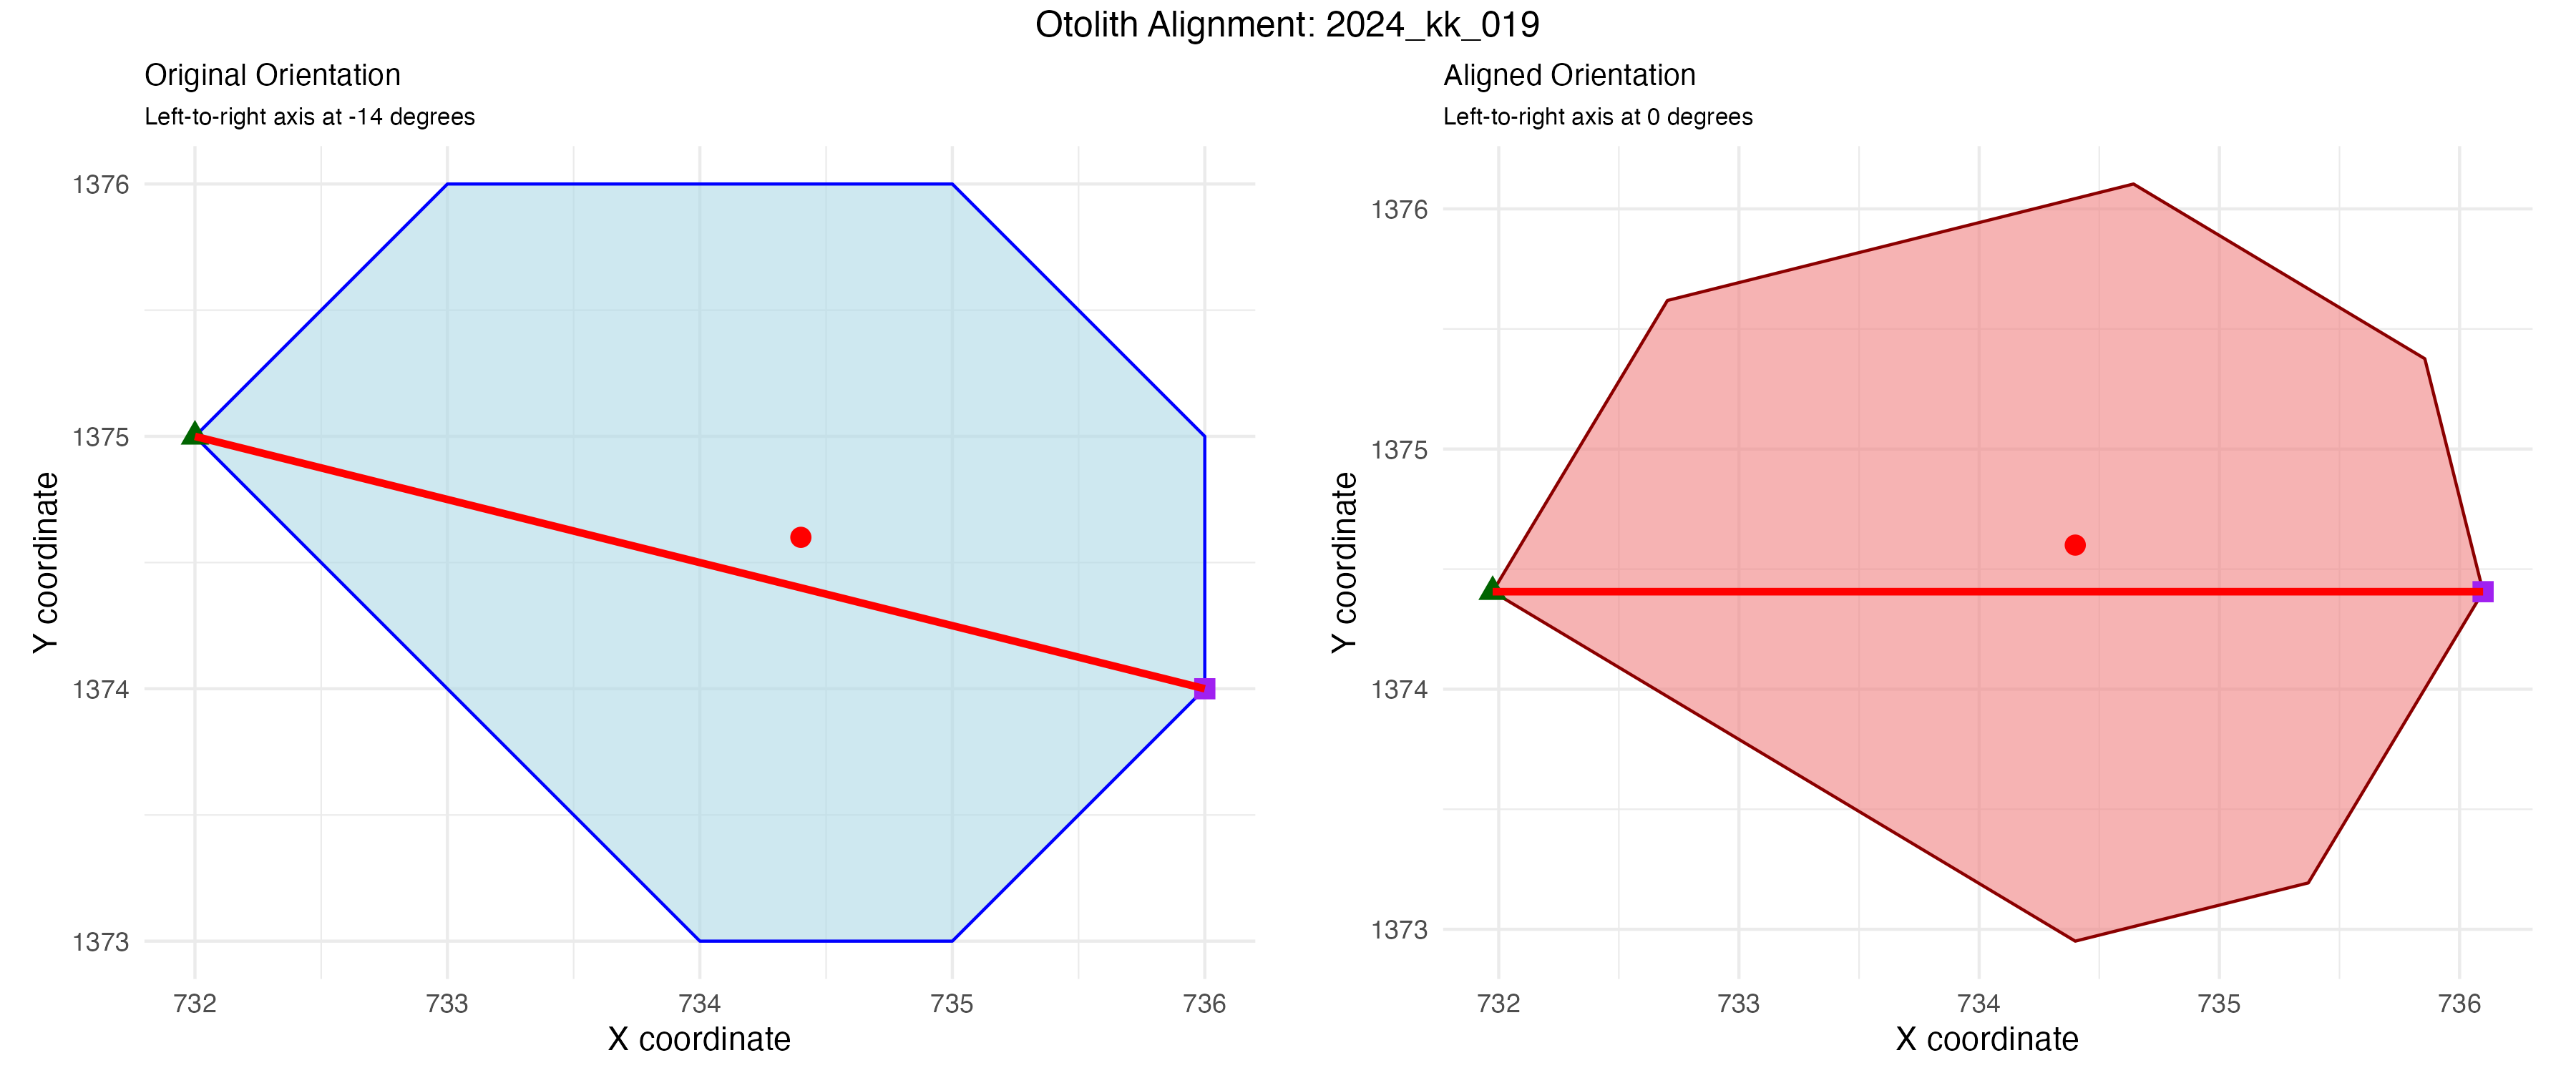 Otolith Alignment: 2024_kk_019
Original Orientation
Left-to-right axis at -14 degrees
1376
1375
1374
1373
Y coordinate
732 733 734 735 736
X coordinate
Aligned Orientation
Left-to-right axis at 0 degrees
1376
1375
1374
1373
Y coordinate
732 733 734 735 736
X coordinate